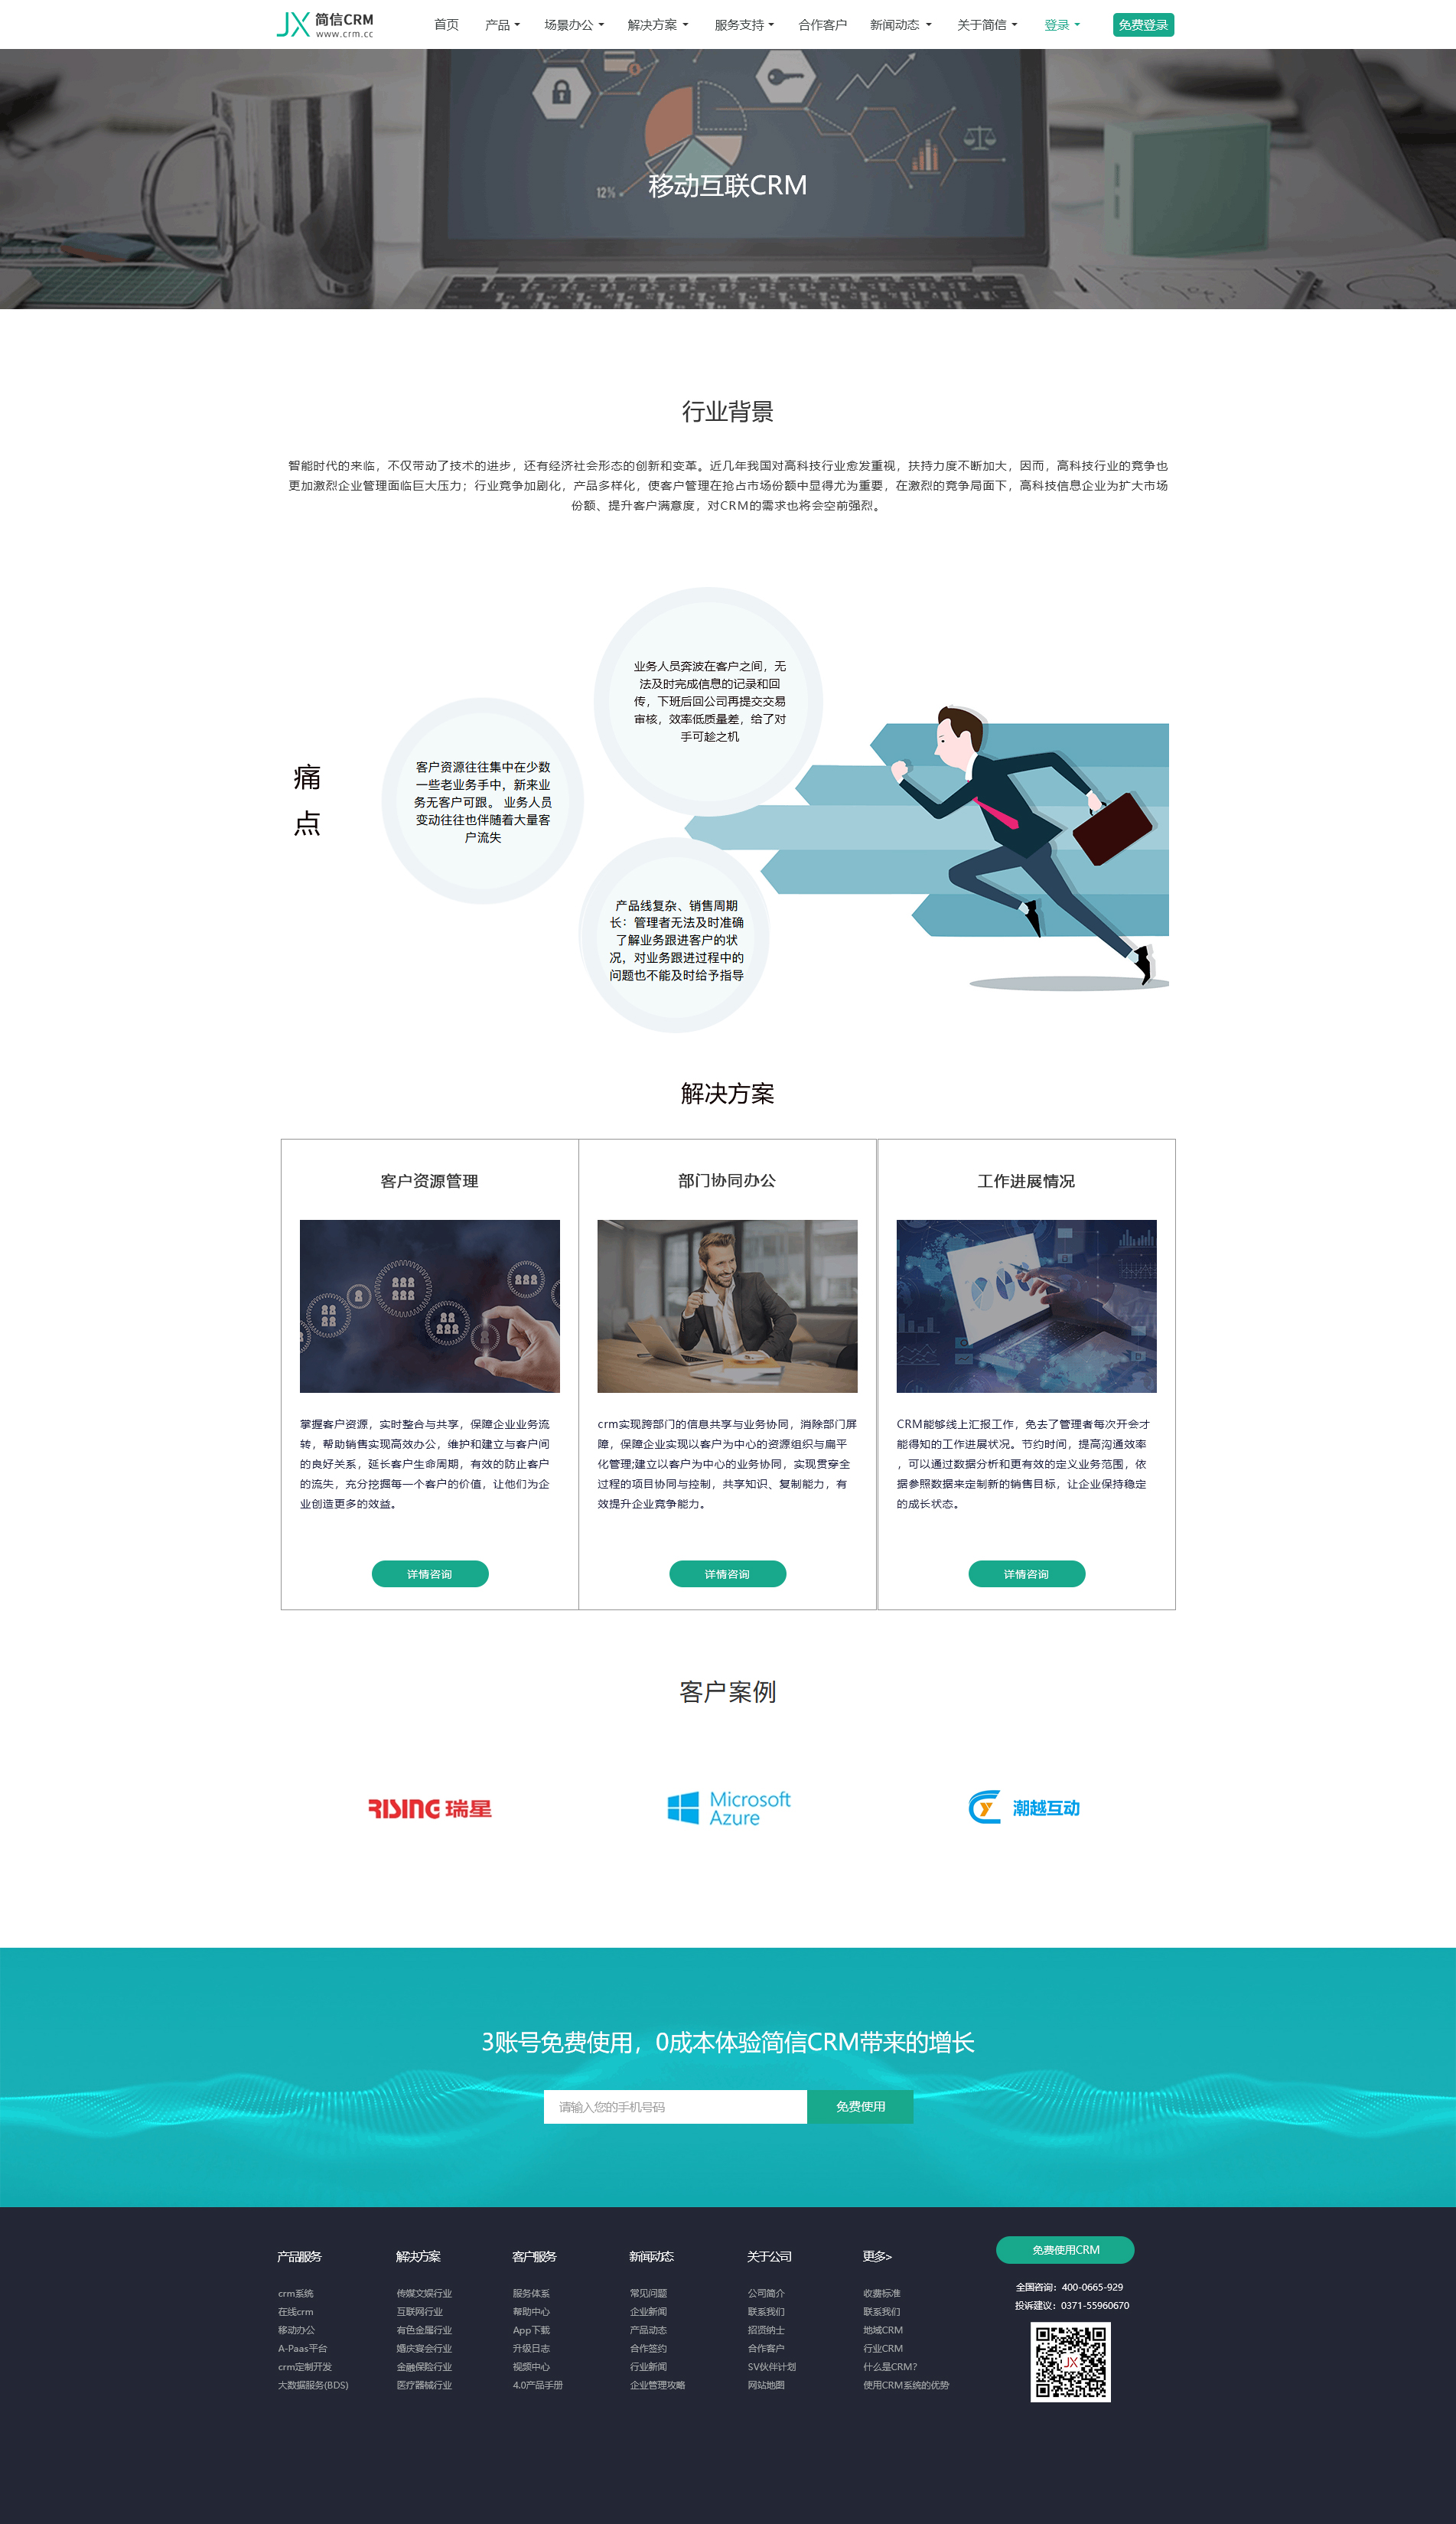 JX 简信CRM
www.crm.cc
首页 产品 场景办公 解决方案 服务支持 合作客户 新闻动态 关于简信 登录 免费登录
12%
移动互联CRM
行业背景
智能时代的来临，不仅带动了技术的进步，还有经济社会形态的创新和变革。近几年我国对高科技行业愈发重视，扶持力度不断加大，因而，高科技行业的竞争也
更加激烈企业管理面临巨大压力；行业竞争加剧化，产品多样化，使客户管理在抢占市场份额中显得尤为重要，在激烈的竞争局面下，高科技信息企业为扩大市场
份额、提升客户满意度，对CRM的需求也将会空前强烈。
业务人员奔波在客户之间，无
法及时完成信息的记录和回
传，下班后回公司再提交交易
审核，效率低质量差，给了对
手可趁之机
痛
点
客户资源往往集中在少数
一些老业务手中，新来业
务无客户可跟。 业务人员
变动往往也伴随着大量客
户流失
产品线复杂、销售周期
长：管理者无法及时准确
了解业务跟进客户的状
况，对业务跟进过程中的
问题也不能及时给予指导
解决方案
客户资源管理
掌握客户资源，实时整合与共享，保障企业业务流
转，帮助销售实现高效办公，维护和建立与客户间
的良好关系，延长客户生命周期，有效的防止客户
的流失，充分挖掘每一个客户的价值，让他们为企
业创造更多的效益。
详情咨询
部门协同办公
crm实现跨部门的信息共享与业务协同，消除部门屏
障，保障企业实现以客户为中心的资源组织与扁平
化管理;建立以客户为中心的业务协同，实现贯穿全
过程的项目协同与控制，共享知识、复制能力，有
效提升企业竞争能力。
详情咨询
工作进展情况
CRM能够线上汇报工作，免去了管理者每次开会才
能得知的工作进展状况。节约时间，提高沟通效率
，可以通过数据分析和更有效的定义业务范围，依
据参照数据来定制新的销售目标，让企业保持稳定
的成长状态。
详情咨询
客户案例
RISING 瑞星
Microsoft
Azure
潮越互动
3账号免费使用，0成本体验简信CRM带来的增长
请输入您的手机号码
免费使用
产品服务
crm系统
在线crm
移动办公
A-Paas平台
crm定制开发
大数据服务(BDS)
解决方案
传媒文娱行业
互联网行业
有色金属行业
婚庆宴会行业
金融保险行业
医疗器械行业
客户服务
服务体系
帮助中心
App下载
升级日志
视频中心
4.0产品手册
新闻动态
常见问题
企业新闻
产品动态
合作签约
行业新闻
企业管理攻略
关于公司
公司简介
联系我们
招贤纳士
合作客户
SV伙伴计划
网站地图
更多>
收费标准
联系我们
地域CRM
行业CRM
什么是CRM？
使用CRM系统的优势
免费使用CRM
全国咨询：400-0665-929
投诉建议：0371-55960670
JX